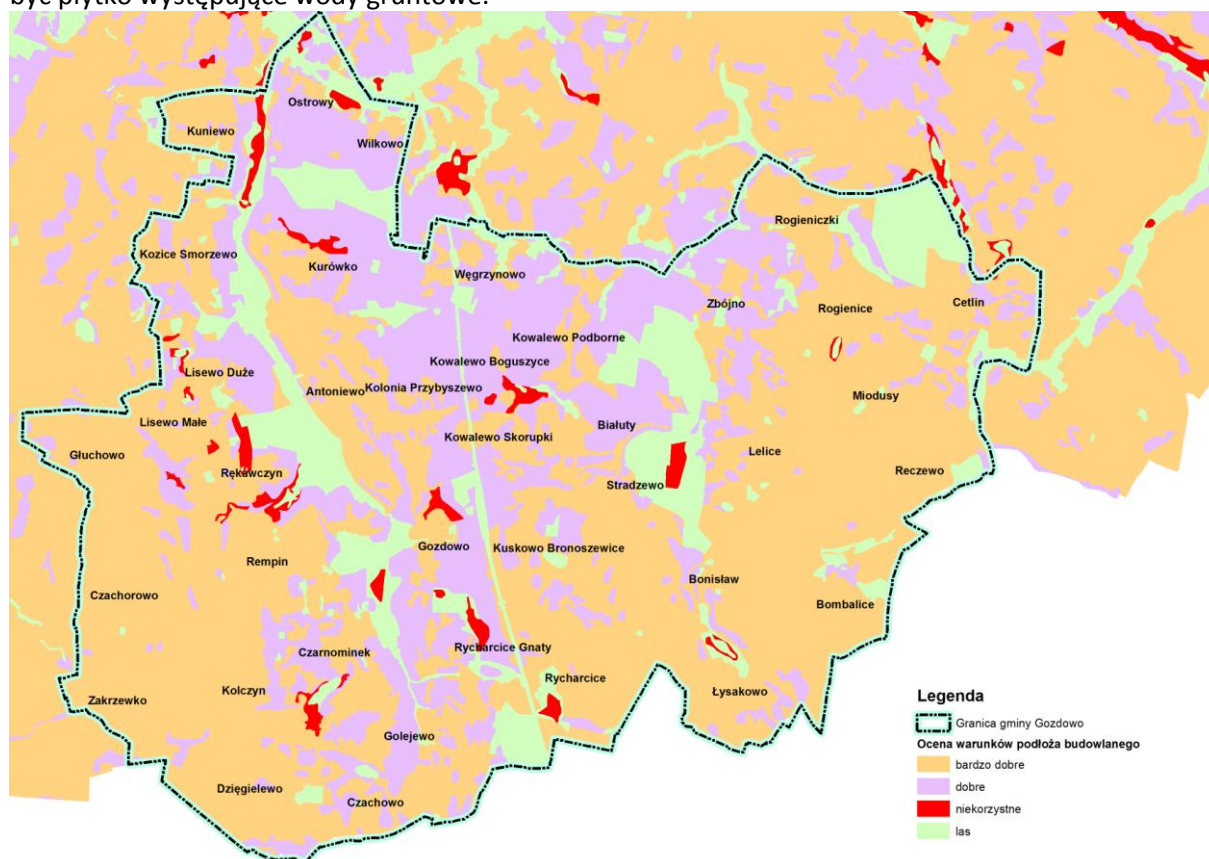 być płytko występujące wody gruntowe.
Ostrowy
Kuniewo
Wilkowo
Rogieniczki
Kozice Smorzewo
Kurówko
Węgrzynowo
Zbójno
Rogienice
Cetlin
Kowalewo Podborne
Kowalewo Boguszyce
Lisewo Duże
Antoniewo
Kolonia Przybyszewo
Miodusy
Lisewo Małe
Białuty
Kowalewo Skorupki
Głuchowo
Lelice
Rękawczyn
Stradzewo
Reczewo
Gozdowo
Kuskowo Bronoszewice
Rempin
Bonisław
Czachorowo
Bombalice
Czarnominek
Rycharcice Gnaty
Rycharcice
Kolczyn
Łysakowo
Zakrzewko
Golejewo
Dzięgielewo
Czachowo
Legenda
Granica gminy Gozdowo
Ocena warunków podłoża budowlanego
bardzo dobre
dobre
niekorzystne
las